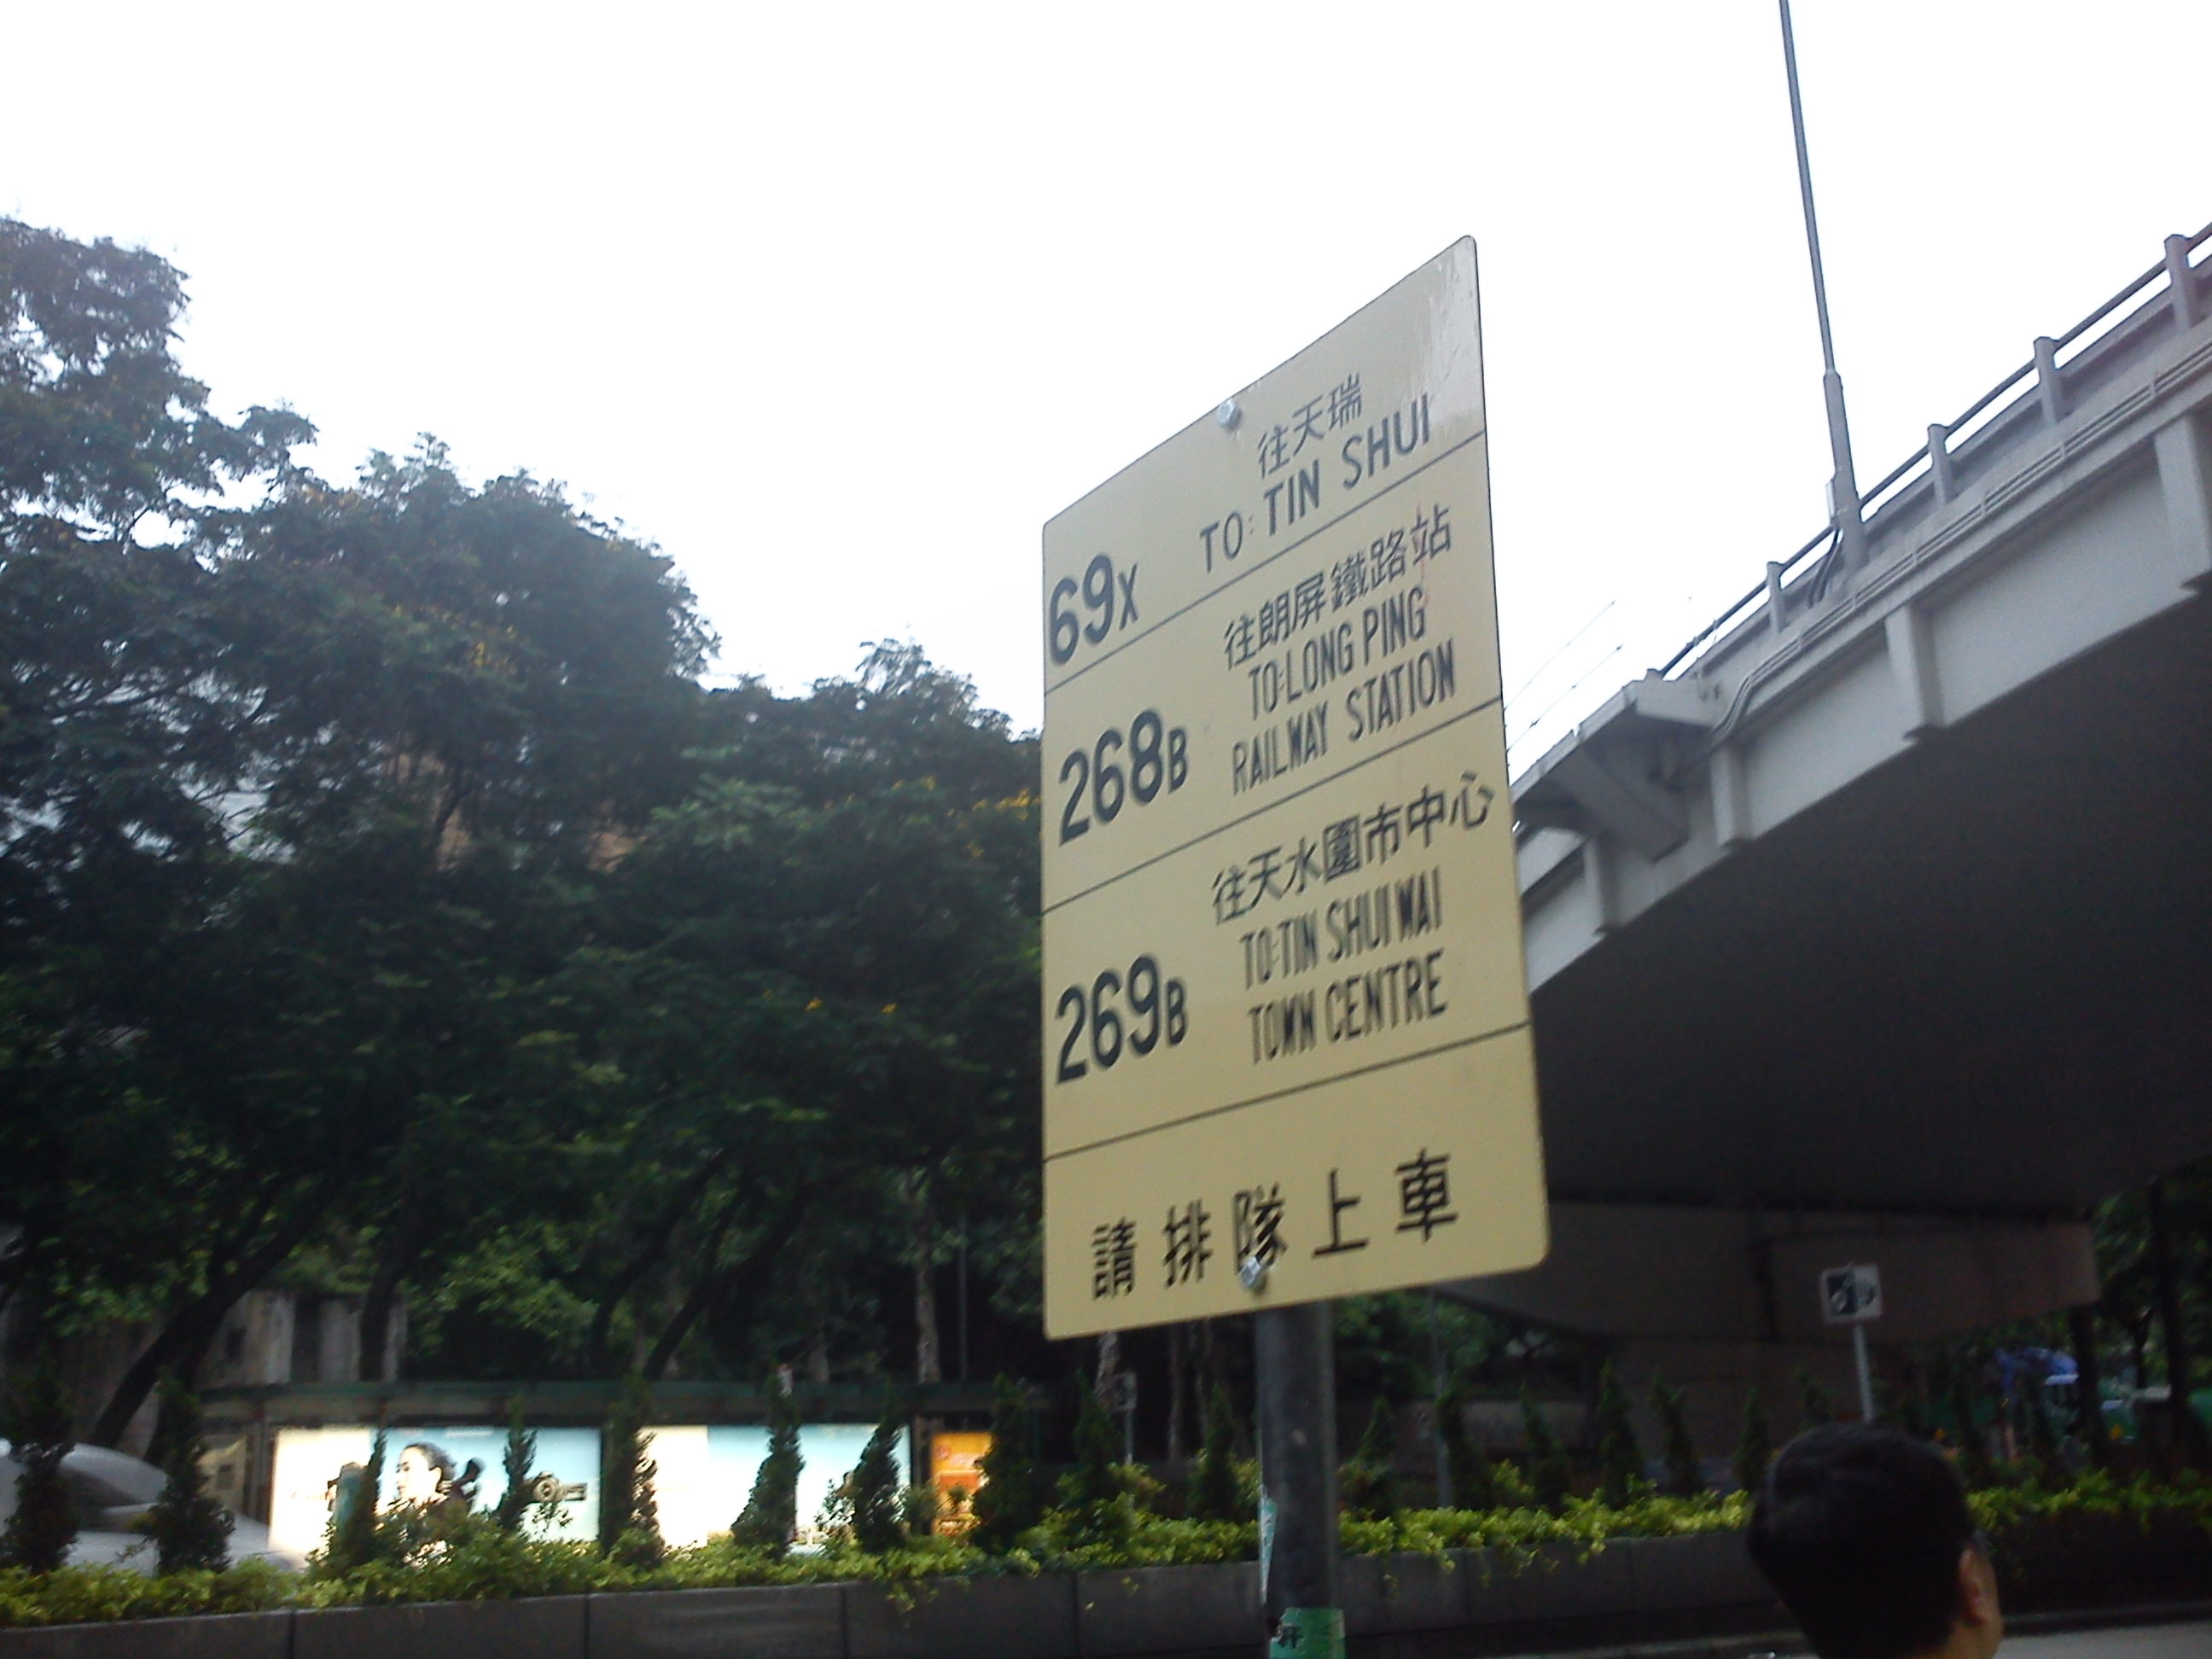 69X
往天瑞
TO: TIN SHUI
268B
往朗屏鐵路站
TO:LONG PING
RAILWAY STATION
269B
往天水圍市中心
TO:TIN SHUI WAI
TOWN CENTRE
請排隊上車